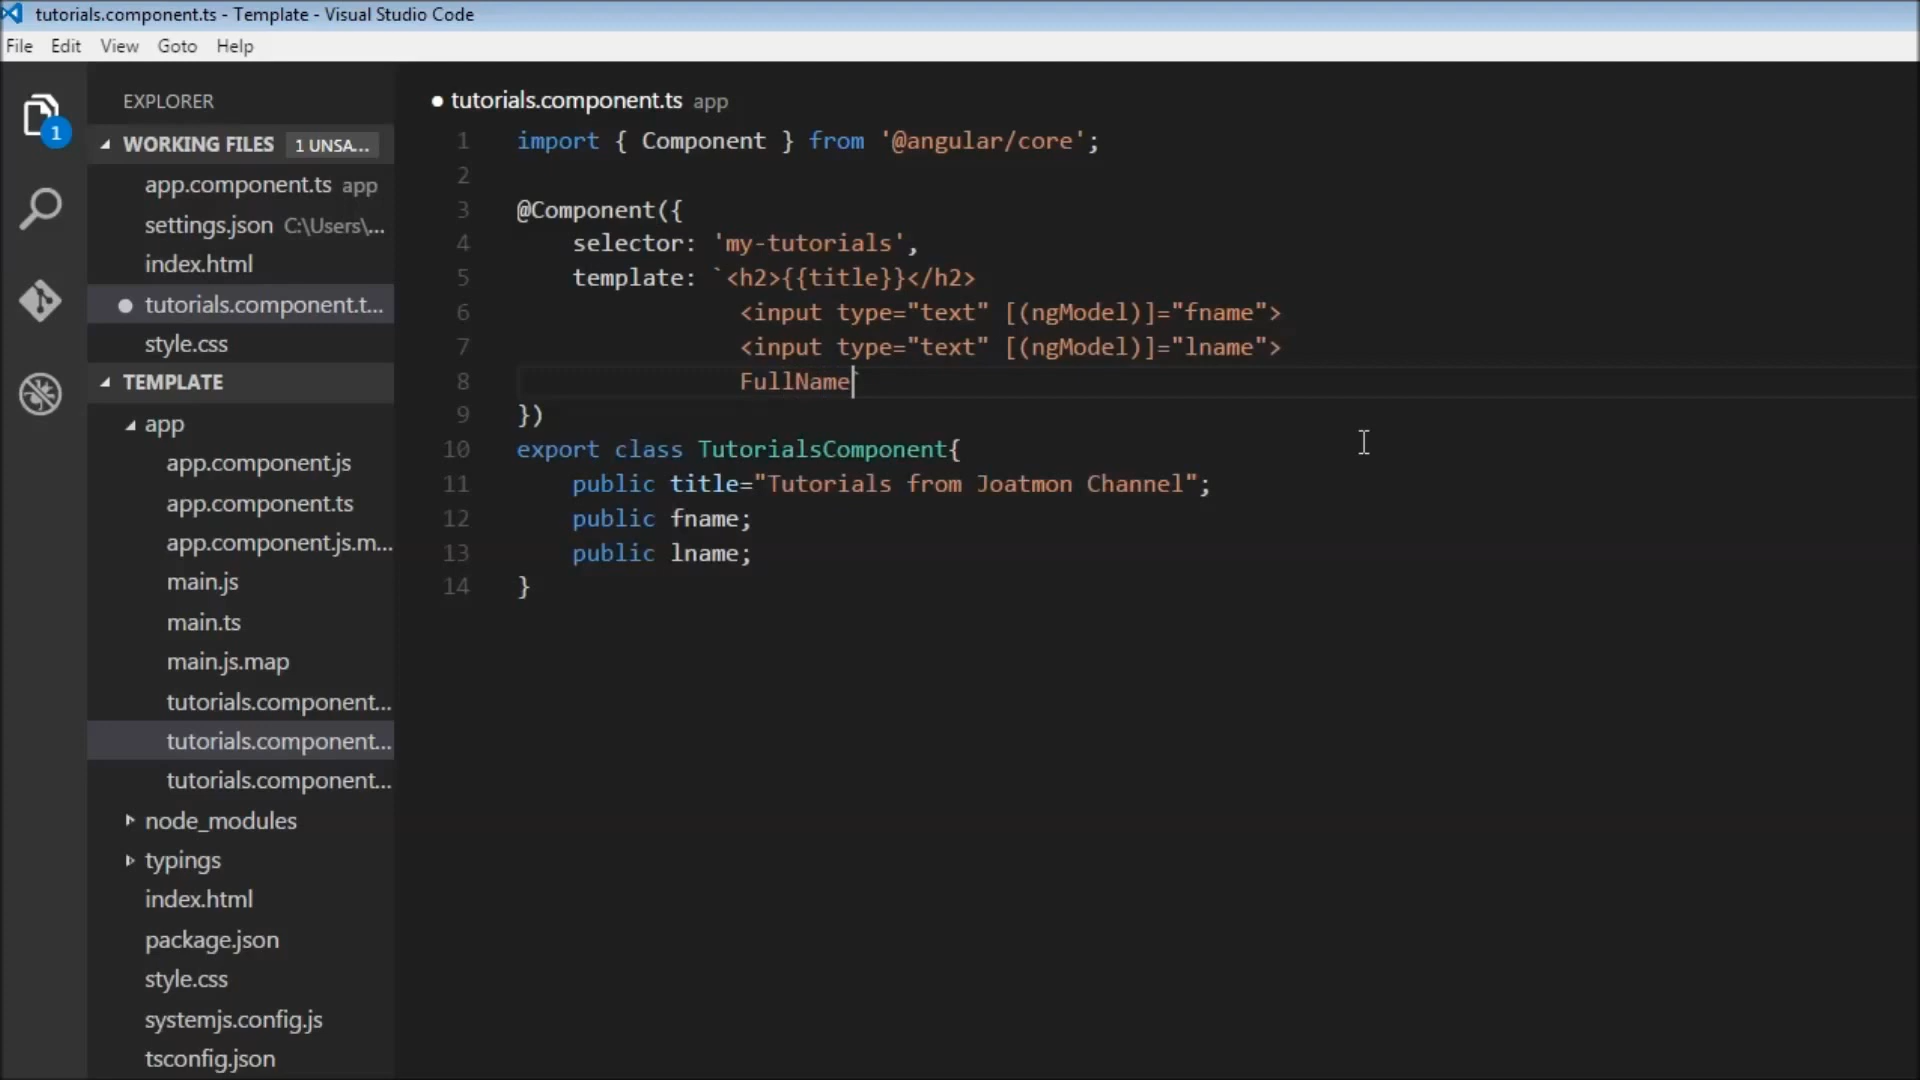 tutorials.component.ts - Template - Visual Studio Code
File Edit View Goto Help
EXPLORER
1
WORKING FILES 1 UNSA...
app.component.ts app
settings.json C:\Users\...
index.html
tutorials.component.t...
style.css
TEMPLATE
app
app.component.js
app.component.ts
app.component.js.m...
main.js
main.ts
main.js.map
tutorials.component...
tutorials.component...
tutorials.component...
node_modules
typings
index.html
package.json
style.css
systemjs.config.js
tsconfig.json
tutorials.component.ts app
1 import { Component } from '@angular/core';
2
3 @Component({
4 selector: 'my-tutorials',
5 template: `<h2>{{title}}</h2>
6 <input type="text" [(ngModel)]="fname">
7 <input type="text" [(ngModel)]="lname">
8 FullName`
9 })
10 export class TutorialsComponent{
11 public title="Tutorials from Joatmon Channel";
12 public fname;
13 public lname;
14 }